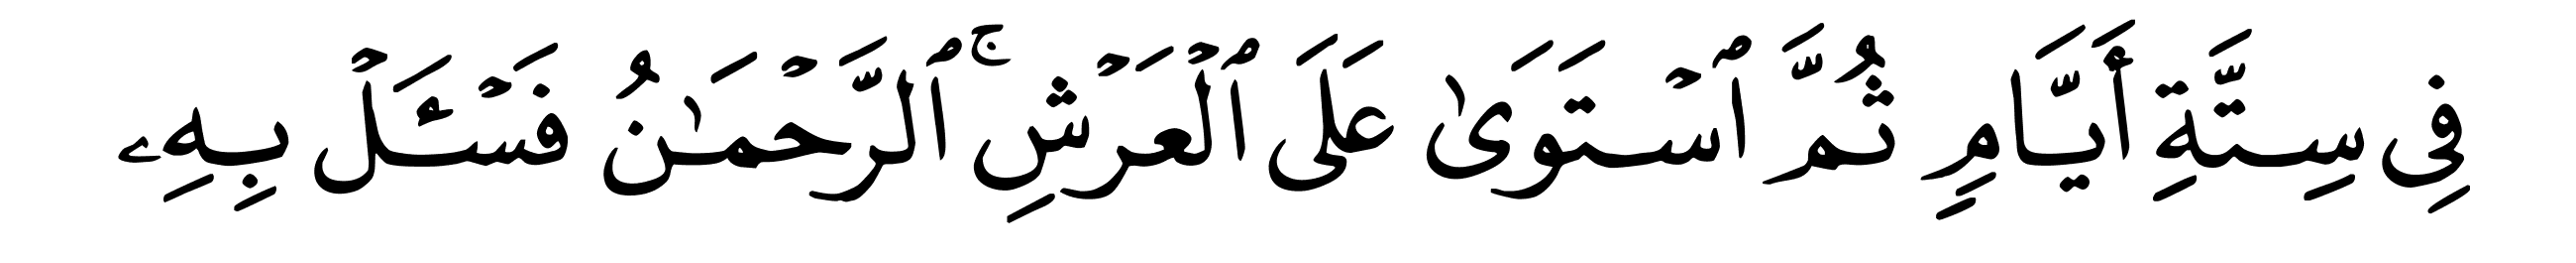 فِى سِتَّةِ أَيَّامٍ ثُمَّ ٱسْتَوَىٰ عَلَى ٱلْعَرْشِ ۚ ٱلرَّحْمَـٰنُ فَسْـَٔلْ بِهِۦ